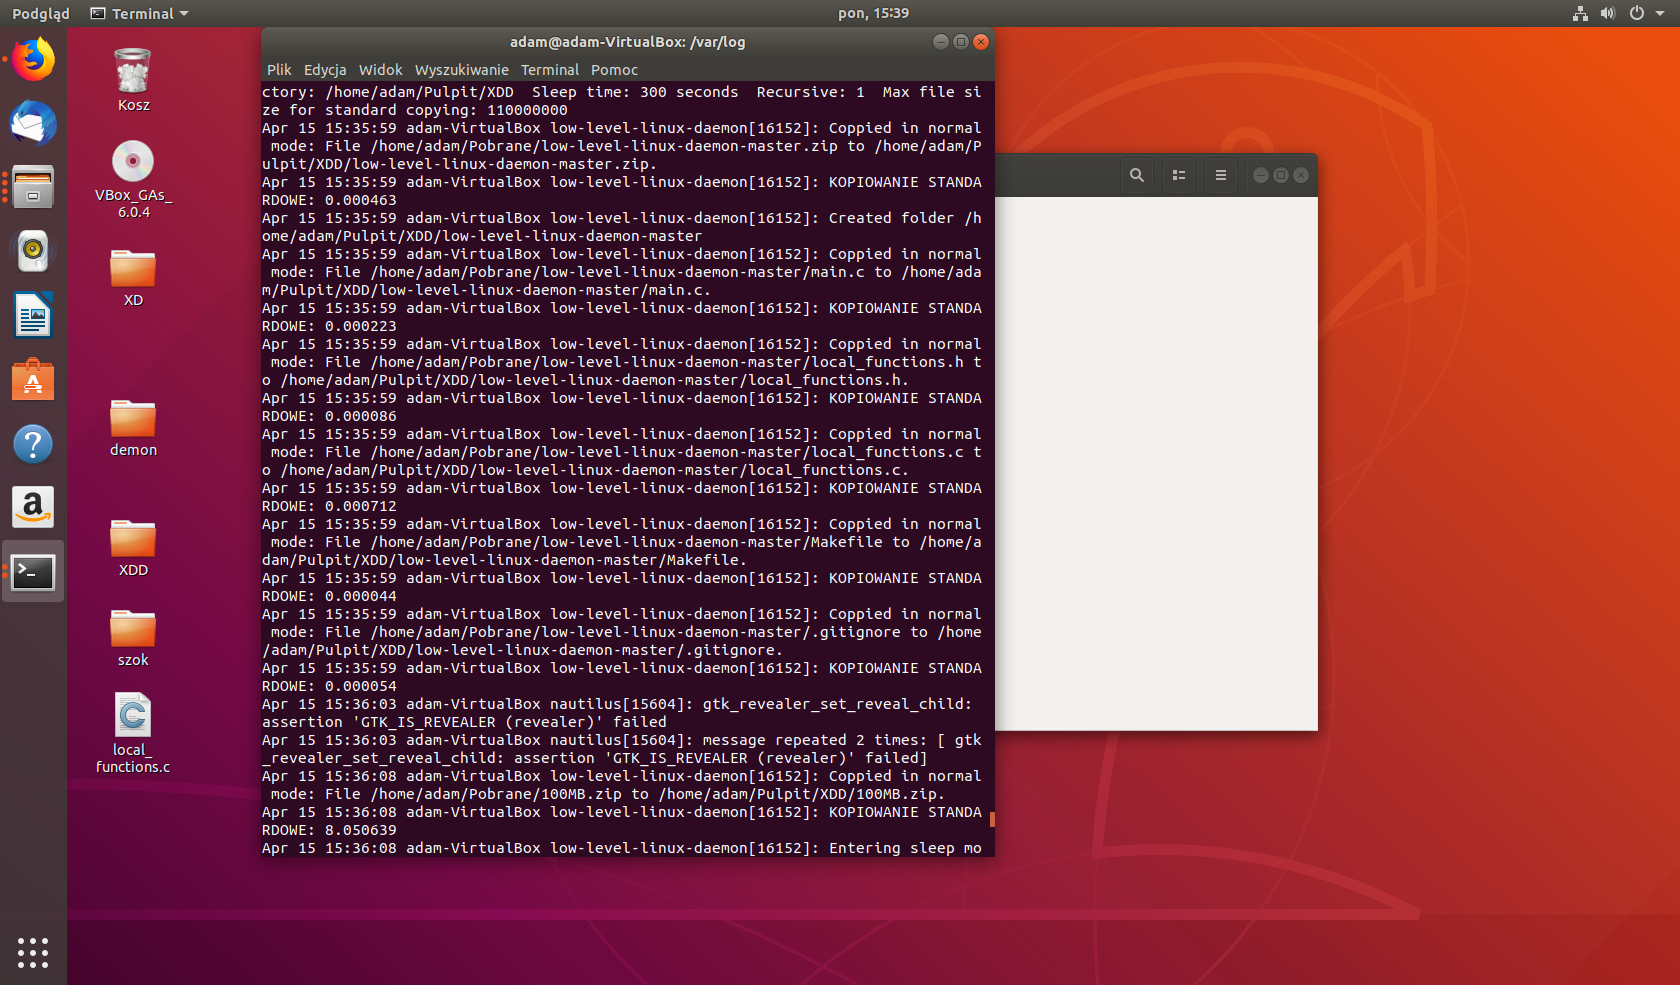 Podgląd
Terminal
pon, 15:39
Kosz
VBox_GAs_
6.0.4
XD
demon
XDD
szok
local_
functions.c
adam@adam-VirtualBox: /var/log
Plik Edycja Widok Wyszukiwanie Terminal Pomoc
ctory: /home/adam/Pulpit/XDD  Sleep time: 300 seconds  Recursive: 1  Max file si
ze for standard copying: 110000000
Apr 15 15:35:59 adam-VirtualBox low-level-linux-daemon[16152]: Coppied in normal
 mode: File /home/adam/Pobrane/low-level-linux-daemon-master.zip to /home/adam/P
ulpit/XDD/low-level-linux-daemon-master.zip.
Apr 15 15:35:59 adam-VirtualBox low-level-linux-daemon[16152]: KOPIOWANIE STANDA
RDOWE: 0.000463
Apr 15 15:35:59 adam-VirtualBox low-level-linux-daemon[16152]: Created folder /h
ome/adam/Pulpit/XDD/low-level-linux-daemon-master
Apr 15 15:35:59 adam-VirtualBox low-level-linux-daemon[16152]: Coppied in normal
 mode: File /home/adam/Pobrane/low-level-linux-daemon-master/main.c to /home/ada
m/Pulpit/XDD/low-level-linux-daemon-master/main.c.
Apr 15 15:35:59 adam-VirtualBox low-level-linux-daemon[16152]: KOPIOWANIE STANDA
RDOWE: 0.000223
Apr 15 15:35:59 adam-VirtualBox low-level-linux-daemon[16152]: Coppied in normal
 mode: File /home/adam/Pobrane/low-level-linux-daemon-master/local_functions.h t
o /home/adam/Pulpit/XDD/low-level-linux-daemon-master/local_functions.h.
Apr 15 15:35:59 adam-VirtualBox low-level-linux-daemon[16152]: KOPIOWANIE STANDA
RDOWE: 0.000086
Apr 15 15:35:59 adam-VirtualBox low-level-linux-daemon[16152]: Coppied in normal
 mode: File /home/adam/Pobrane/low-level-linux-daemon-master/local_functions.c t
o /home/adam/Pulpit/XDD/low-level-linux-daemon-master/local_functions.c.
Apr 15 15:35:59 adam-VirtualBox low-level-linux-daemon[16152]: KOPIOWANIE STANDA
RDOWE: 0.000712
Apr 15 15:35:59 adam-VirtualBox low-level-linux-daemon[16152]: Coppied in normal
 mode: File /home/adam/Pobrane/low-level-linux-daemon-master/Makefile to /home/a
dam/Pulpit/XDD/low-level-linux-daemon-master/Makefile.
Apr 15 15:35:59 adam-VirtualBox low-level-linux-daemon[16152]: KOPIOWANIE STANDA
RDOWE: 0.000044
Apr 15 15:35:59 adam-VirtualBox low-level-linux-daemon[16152]: Coppied in normal
 mode: File /home/adam/Pobrane/low-level-linux-daemon-master/.gitignore to /home
/adam/Pulpit/XDD/low-level-linux-daemon-master/.gitignore.
Apr 15 15:35:59 adam-VirtualBox low-level-linux-daemon[16152]: KOPIOWANIE STANDA
RDOWE: 0.000054
Apr 15 15:36:03 adam-VirtualBox nautilus[15604]: gtk_revealer_set_reveal_child:
assertion 'GTK_IS_REVEALER (revealer)' failed
Apr 15 15:36:03 adam-VirtualBox nautilus[15604]: message repeated 2 times: [ gtk
_revealer_set_reveal_child: assertion 'GTK_IS_REVEALER (revealer)' failed]
Apr 15 15:36:08 adam-VirtualBox low-level-linux-daemon[16152]: Coppied in normal
 mode: File /home/adam/Pobrane/100MB.zip to /home/adam/Pulpit/XDD/100MB.zip.
Apr 15 15:36:08 adam-VirtualBox low-level-linux-daemon[16152]: KOPIOWANIE STANDA
RDOWE: 8.050639
Apr 15 15:36:08 adam-VirtualBox low-level-linux-daemon[16152]: Entering sleep mo